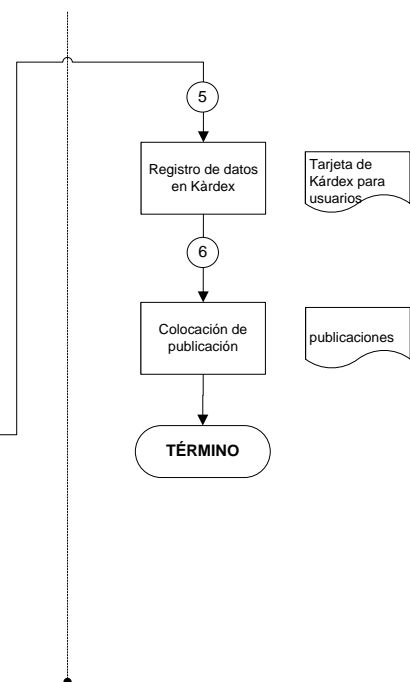 5
Registro de datos
en Kàrdex
Tarjeta de
Kárdex para
usuarios
6
Colocación de
publicación
publicaciones
TÉRMINO